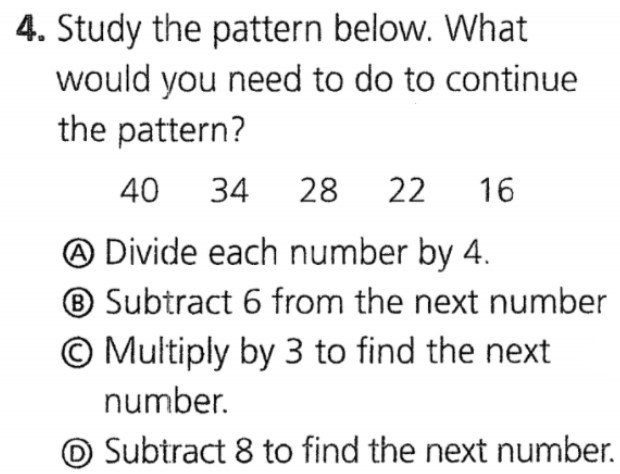 4. Study the pattern below. What
would you need to do to continue
the pattern?
40 34 28 22 16
Ⓐ Divide each number by 4.
Ⓑ Subtract 6 from the next number
Ⓒ Multiply by 3 to find the next
number.
Ⓓ Subtract 8 to find the next number.